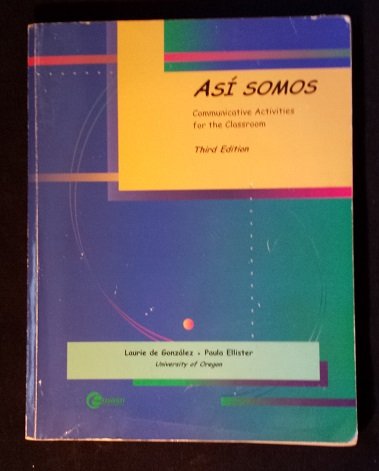 ASÍ SOMOS
Communicative Activities
for the Classroom
Third Edition
Laurie de González • Paula Ellister
University of Oregon